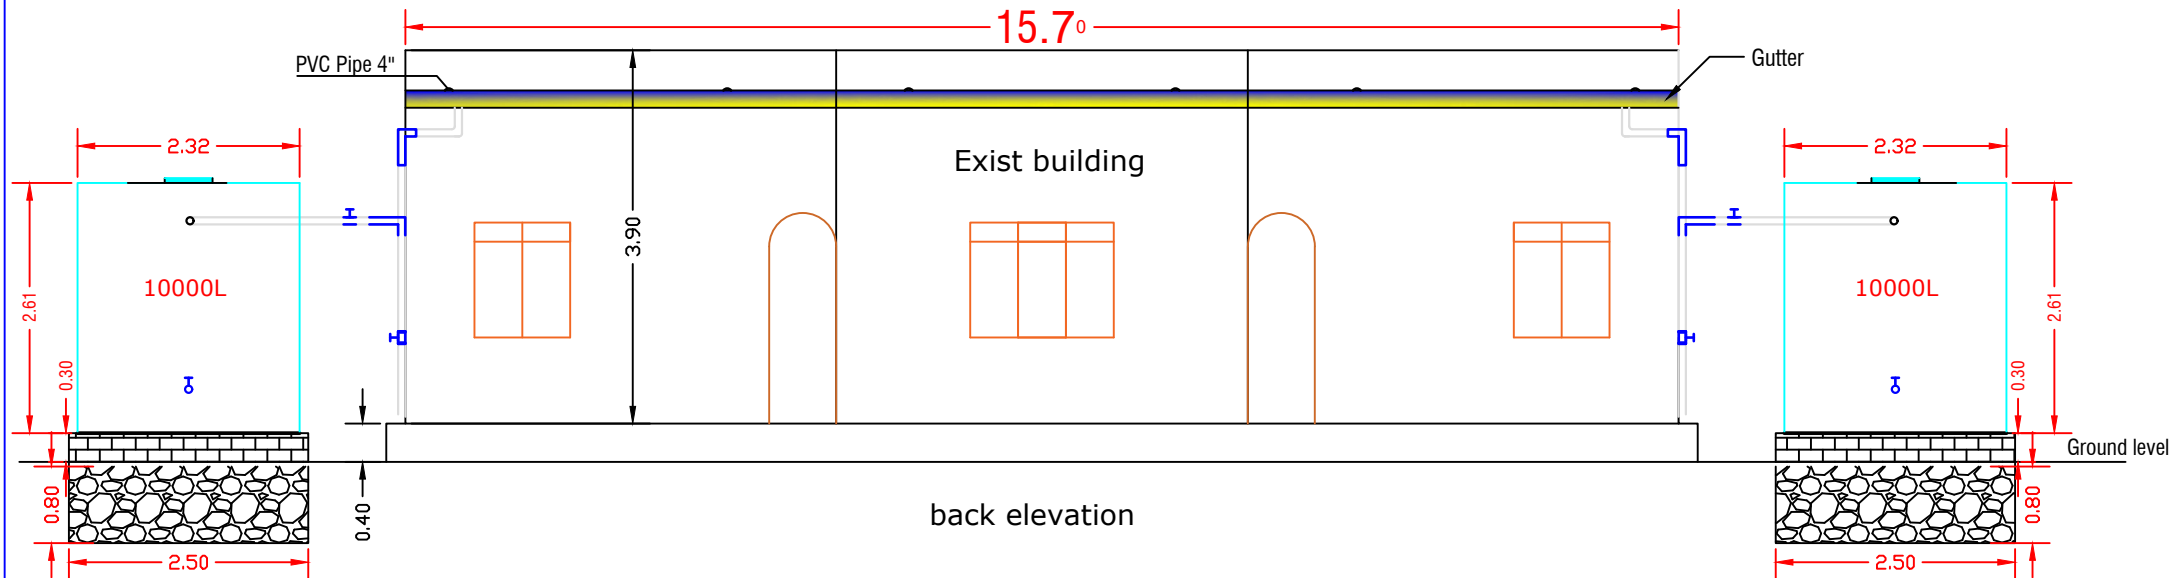 15.70
PVC Pipe 4"
Gutter
2.32
Exist building
2.32
3.90
10000L
10000L
2.61
2.61
0.30
0.30
Ground level
0.80
0.40
back elevation
0.80
2.50
2.50